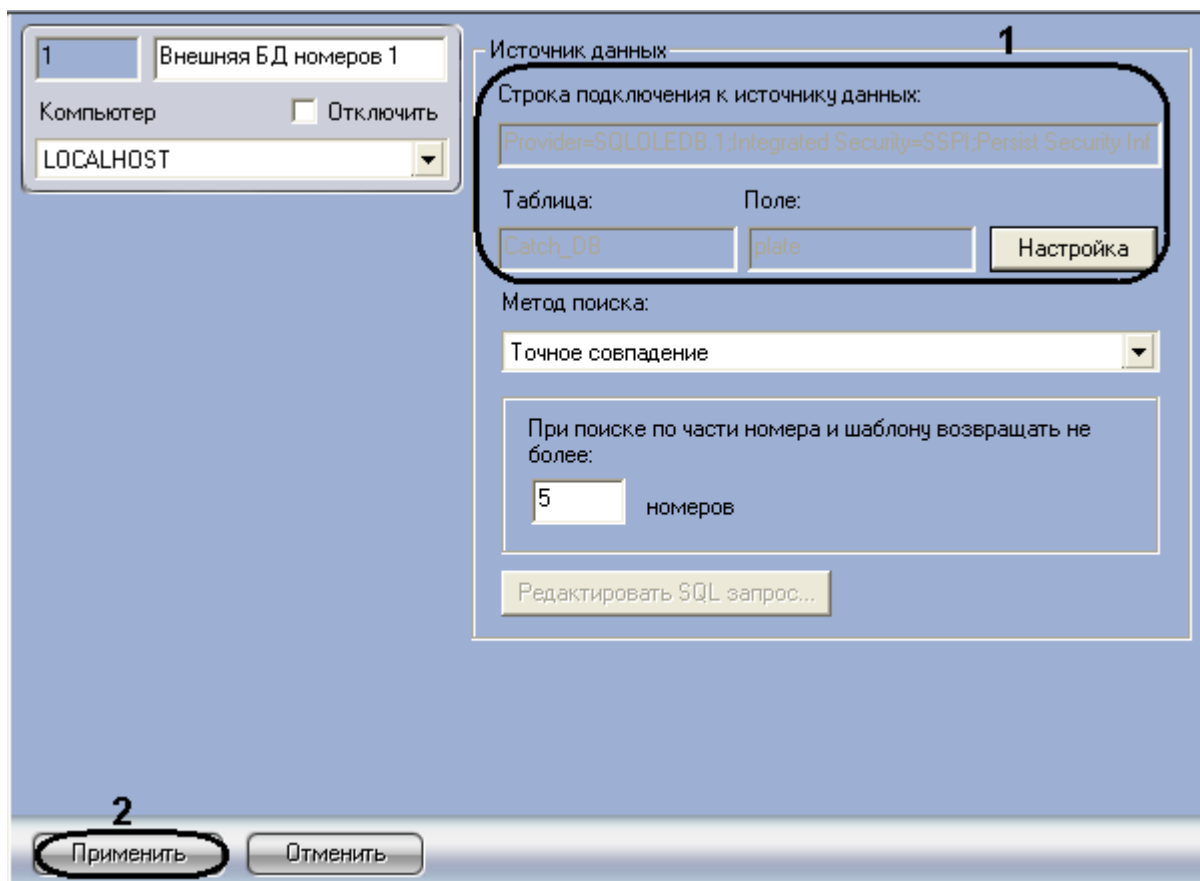 1
Внешняя БД номеров 1
Компьютер
Отключить
LOCALHOST
1
Источник данных
Строка подключения к источнику данных:
Provider=SQLOLEDB.1;Integrated Security=SSPI;Persist Security Inf
Таблица:
Поле:
Catch_DB
plate
Настройка
Метод поиска:
Точное совпадение
При поиске по части номера и шаблону возвращать не
более:
5
номеров
Редактировать SQL запрос...
2
Применить
Отменить